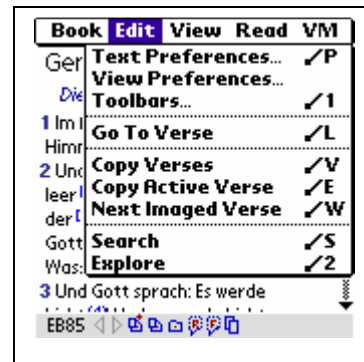 Book Edit View Read VM
Text Preferences... ⁄P
View Preferences...
Toolbars... ⁄1
Go To Verse ⁄L
Copy Verses ⁄V
Copy Active Verse ⁄E
Next Imaged Verse ⁄W
Search ⁄S
Explore ⁄2
Ger
Die
1 Im
Himr
2 Und
leer
der
Gott
Was:
3 Und Gott sprach: Es werde
EB85